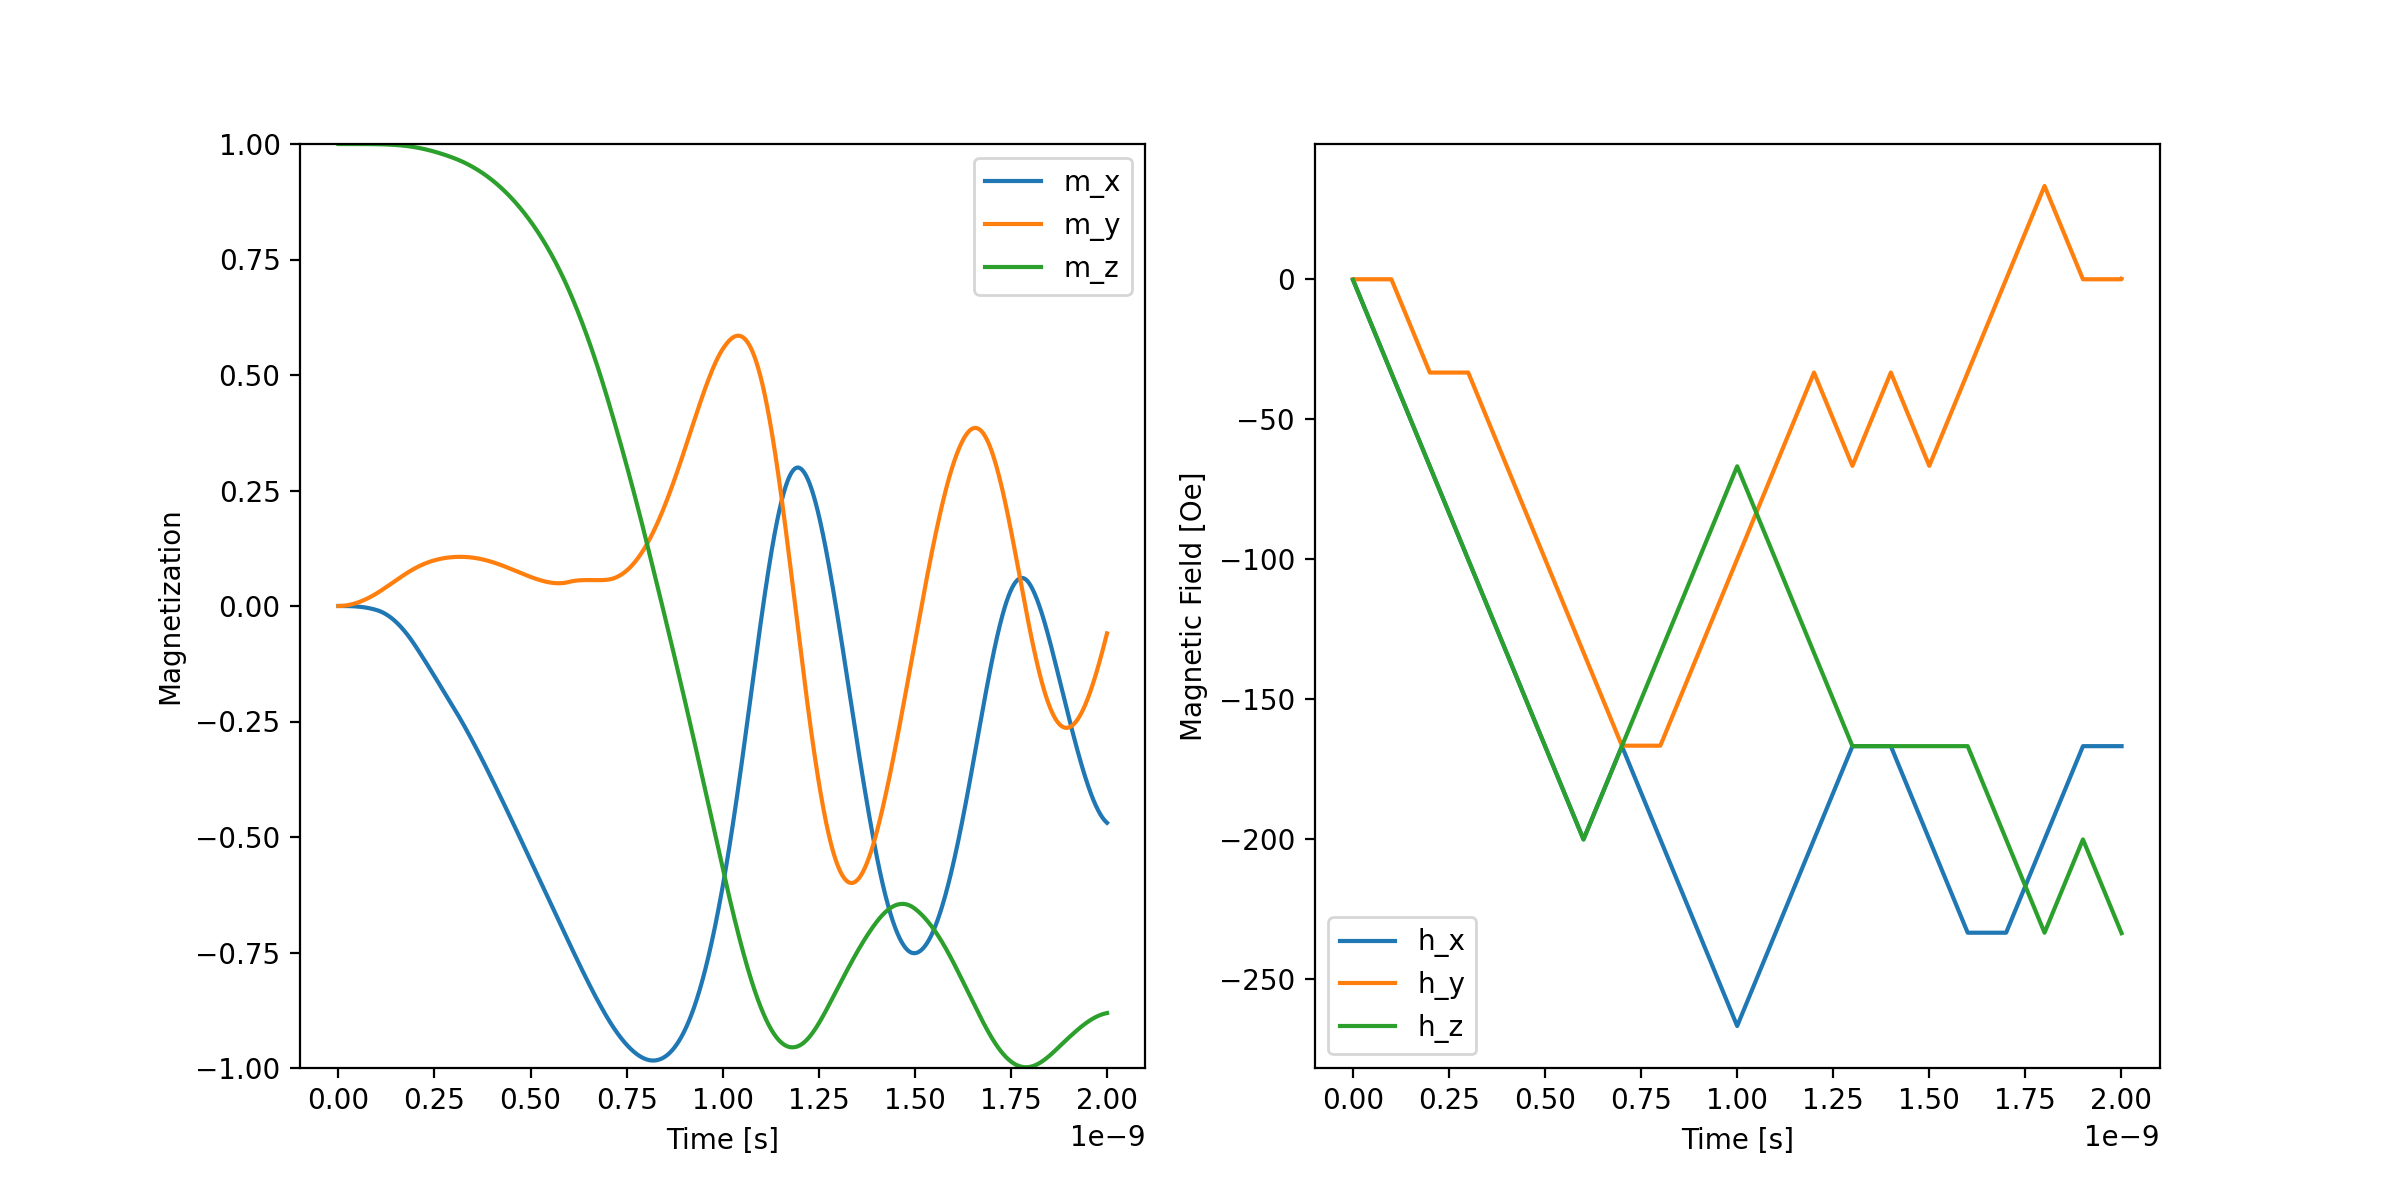 1.00
0.75
0.50
0.25
0.00
−0.25
−0.50
−0.75
−1.00
Magnetization
m_x
m_y
m_z
0.00 0.25 0.50 0.75 1.00 1.25 1.50 1.75 2.00
Time [s]
1e−9
0
−50
−100
−150
−200
−250
Magnetic Field [Oe]
h_x
h_y
h_z
0.00 0.25 0.50 0.75 1.00 1.25 1.50 1.75 2.00
Time [s]
1e−9